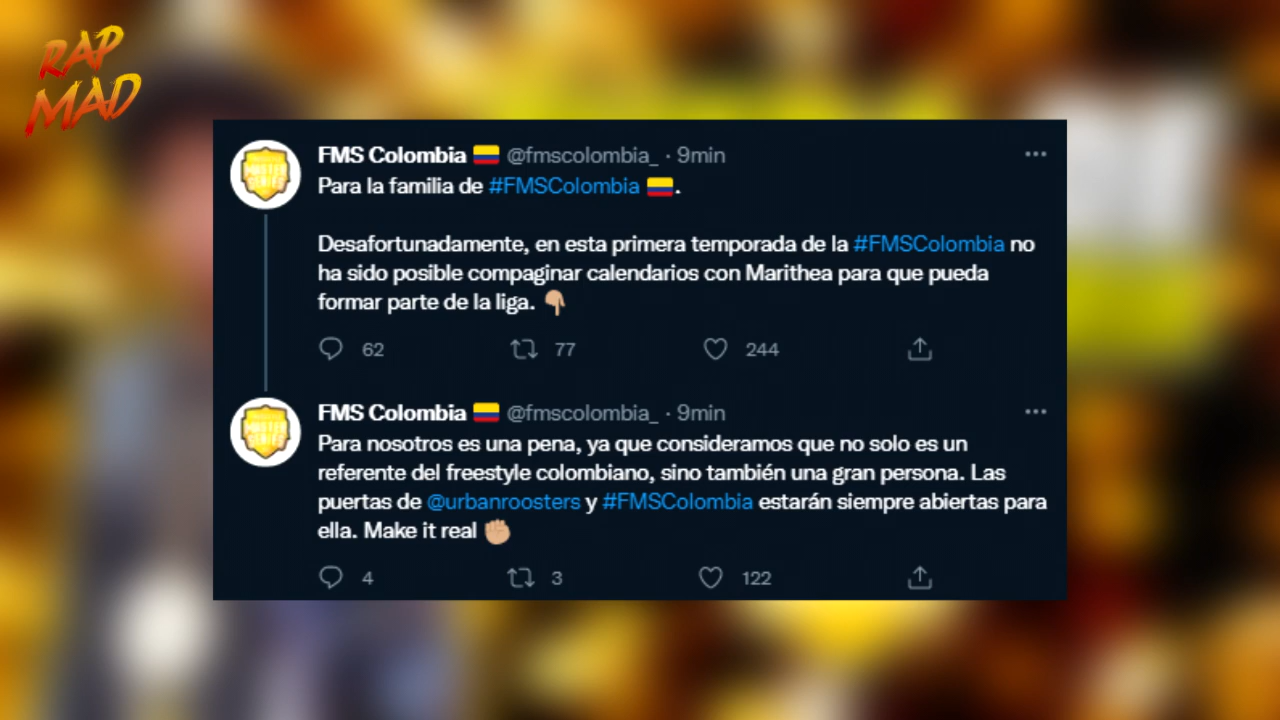 RAP
MAD
FMS Colombia 🇨🇴 @fmscolombia_ · 9min
Para la familia de #FMSColombia 🇨🇴.
Desafortunadamente, en esta primera temporada de la #FMSColombia no
ha sido posible compaginar calendarios con Marithea para que pueda
formar parte de la liga. 👇🏼
62 77 244
FMS Colombia 🇨🇴 @fmscolombia_ · 9min
Para nosotros es una pena, ya que consideramos que no solo es un
referente del freestyle colombiano, sino también una gran persona. Las
puertas de @urbanroosters y #FMSColombia estarán siempre abiertas para
ella. Make it real ✊🏼
4 3 122